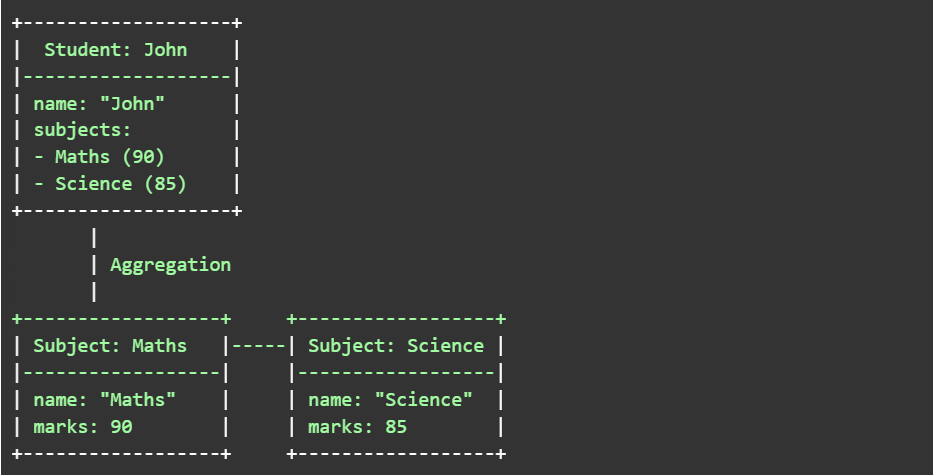 +-------------------+
|  Student: John    |
|-------------------|
| name: "John"      |
| subjects:         |
| - Maths (90)      |
| - Science (85)    |
+-------------------+
       |
       | Aggregation
       |
+------------------+     +------------------+
| Subject: Maths   |-----| Subject: Science |
|------------------|     |------------------|
| name: "Maths"    |     | name: "Science"  |
| marks: 90        |     | marks: 85        |
+------------------+     +------------------+